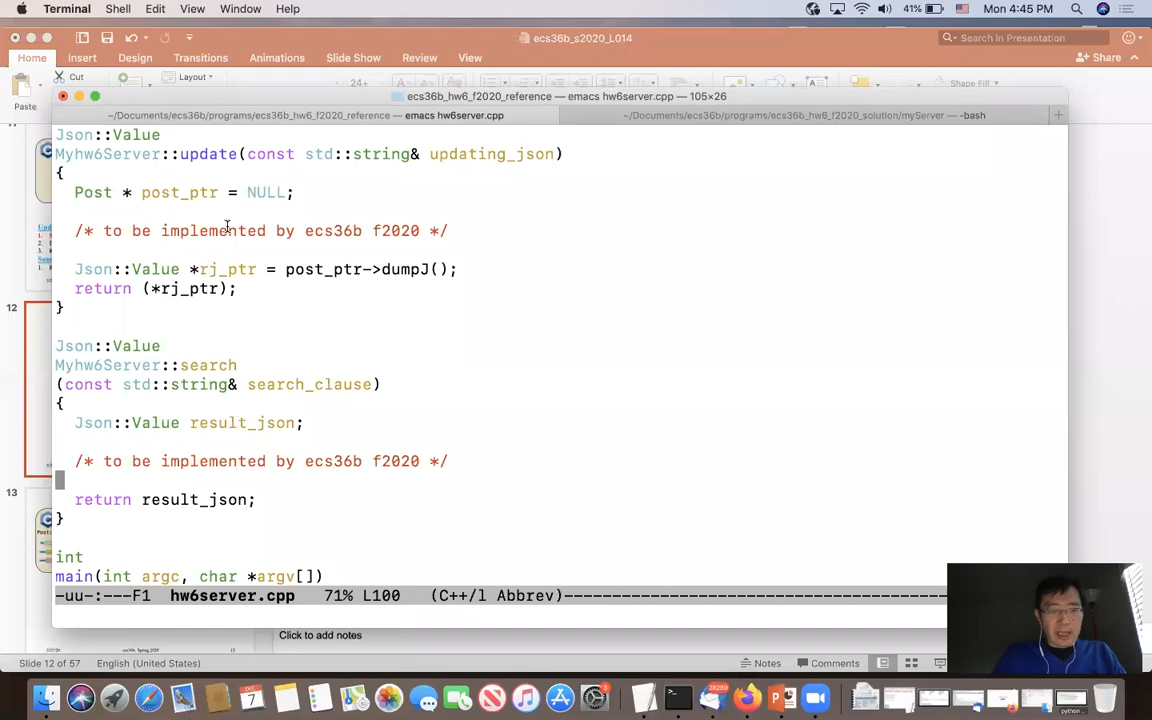 Terminal Shell Edit View Window Help 41% Mon 4:45 PM
ecs36b_s2020_L014 Search in Presentation
Home Insert Design Transitions Animations Slide Show Review View Share
Paste Cut Layout 24 Shape Fill
ecs36b_hw6_f2020_reference — emacs hw6server.cpp — 105×26
~/Documents/ecs36b/programs/ecs36b_hw6_f2020_reference — emacs hw6server.cpp ~/Documents/ecs36b/programs/ecs36b_hw6_f2020_solution/myServer — -bash +
Json::Value
Myhw6Server::update(const std::string& updating_json)
{
Post * post_ptr = NULL;
/* to be implemented by ecs36b f2020 */
Json::Value *rj_ptr = post_ptr->dumpJ();
return (*rj_ptr);
}
12
Json::Value
Myhw6Server::search
(const std::string& search_clause)
{
Json::Value result_json;
/* to be implemented by ecs36b f2020 */
13
return result_json;
}
int
main(int argc, char *argv[])
-uu-:---F1 hw6server.cpp 71% L100 (C++/l Abbrev)
Click to add notes
Slide 12 of 57 English (United States) Notes Comments
DEC
7
28289